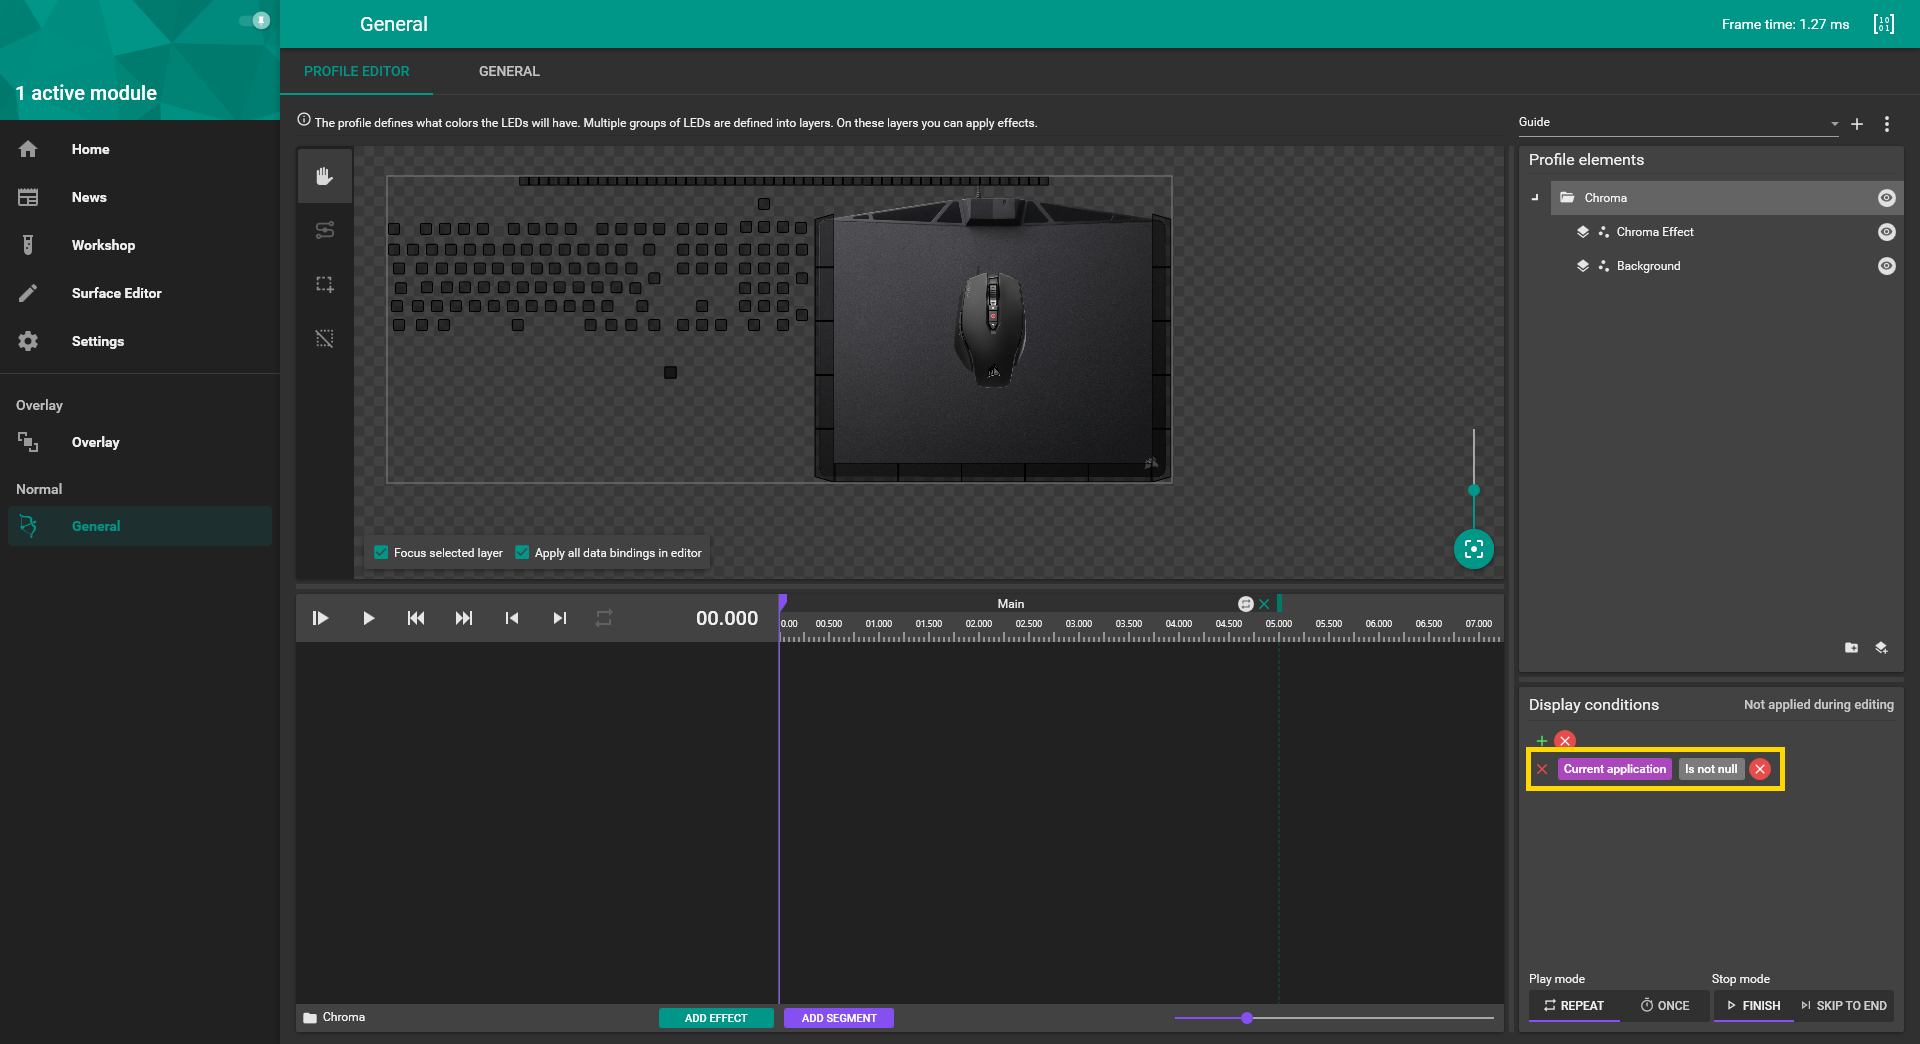 General
Frame time: 1.27 ms
1 active module
PROFILE EDITOR
GENERAL
The profile defines what colors the LEDs will have. Multiple groups of LEDs are defined into layers. On these layers you can apply effects.
Guide
Home
News
Workshop
Surface Editor
Settings
Overlay
Overlay
Normal
General
Profile elements
Chroma
Chroma Effect
Background
Focus selected layer
Apply all data bindings in editor
00.000
Main
0.00 00.500 01.000 01.500 02.000 02.500 03.000 03.500 04.000 04.500 05.000 05.500 06.000 06.500 07.000
Display conditions
Not applied during editing
Current application
Is not null
Play mode
Stop mode
REPEAT
ONCE
FINISH
SKIP TO END
Chroma
ADD EFFECT
ADD SEGMENT